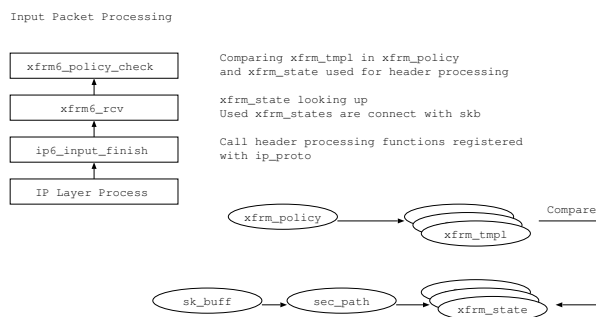 Input Packet Processing
xfrm6_policy_check
Comparing xfrm_tmpl in xfrm_policy
and xfrm_state used for header processing
xfrm6_rcv
xfrm_state looking up
Used xfrm_states are connect with skb
ip6_input_finish
Call header processing functions registered
with ip_proto
IP Layer Process
xfrm_policy
xfrm_tmpl
Compare
sk_buff
sec_path
xfrm_state